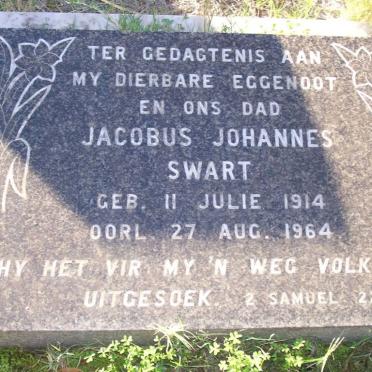 TER GEDAGTENIS AAN
MY DIERBARE EGGENOOT
EN ONS DAD
JACOBUS JOHANNES
SWART
GEB. 11 JULIE 1914
OORL. 27 AUG. 1964
HY HET VIR MY 'N WEG VOLK
UITGESOEK. 2 SAMUEL 2